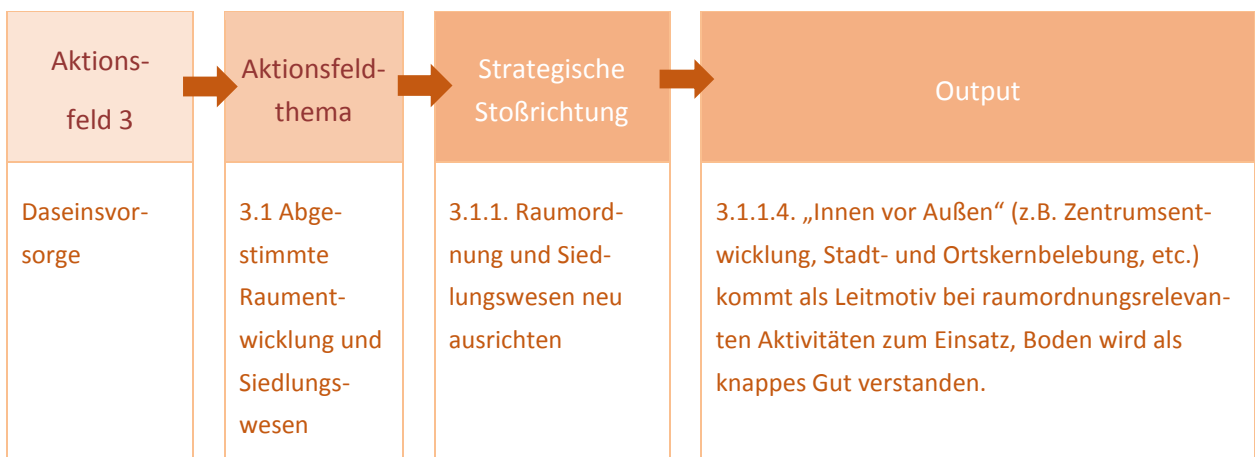 Aktions-
feld 3
Aktionsfeld-
thema
Strategische
Stoßrichtung
Output
Daseinsvor-
sorge
3.1 Abge-
stimmte
Raument-
wicklung und
Siedlungs-
wesen
3.1.1. Raumord-
nung und Sied-
lungswesen neu
ausrichten
3.1.1.4. „Innen vor Außen“ (z.B. Zentrumsent-
wicklung, Stadt- und Ortskernbelebung, etc.)
kommt als Leitmotiv bei raumordnungsrelevan-
ten Aktivitäten zum Einsatz, Boden wird als
knappes Gut verstanden.